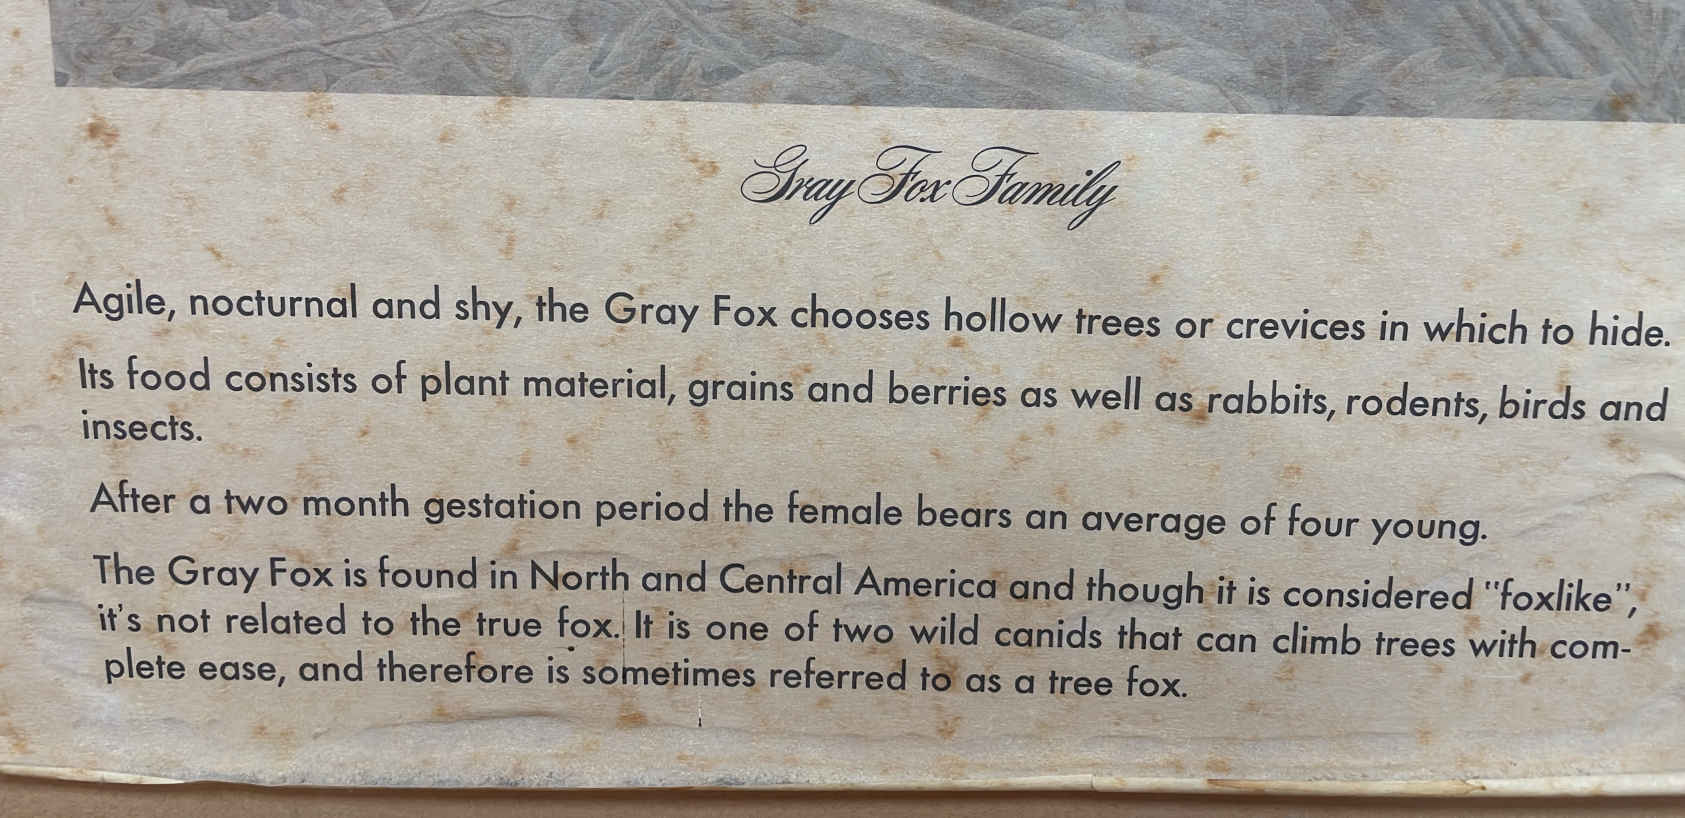 Gray Fox Family
Agile, nocturnal and shy, the Gray Fox chooses hollow trees or crevices in which to hide.
Its food consists of plant material, grains and berries as well as rabbits, rodents, birds and
insects.
After a two month gestation period the female bears an average of four young.
The Gray Fox is found in North and Central America and though it is considered "foxlike",
it's not related to the true fox. It is one of two wild canids that can climb trees with com-
plete ease, and therefore is sometimes referred to as a tree fox.